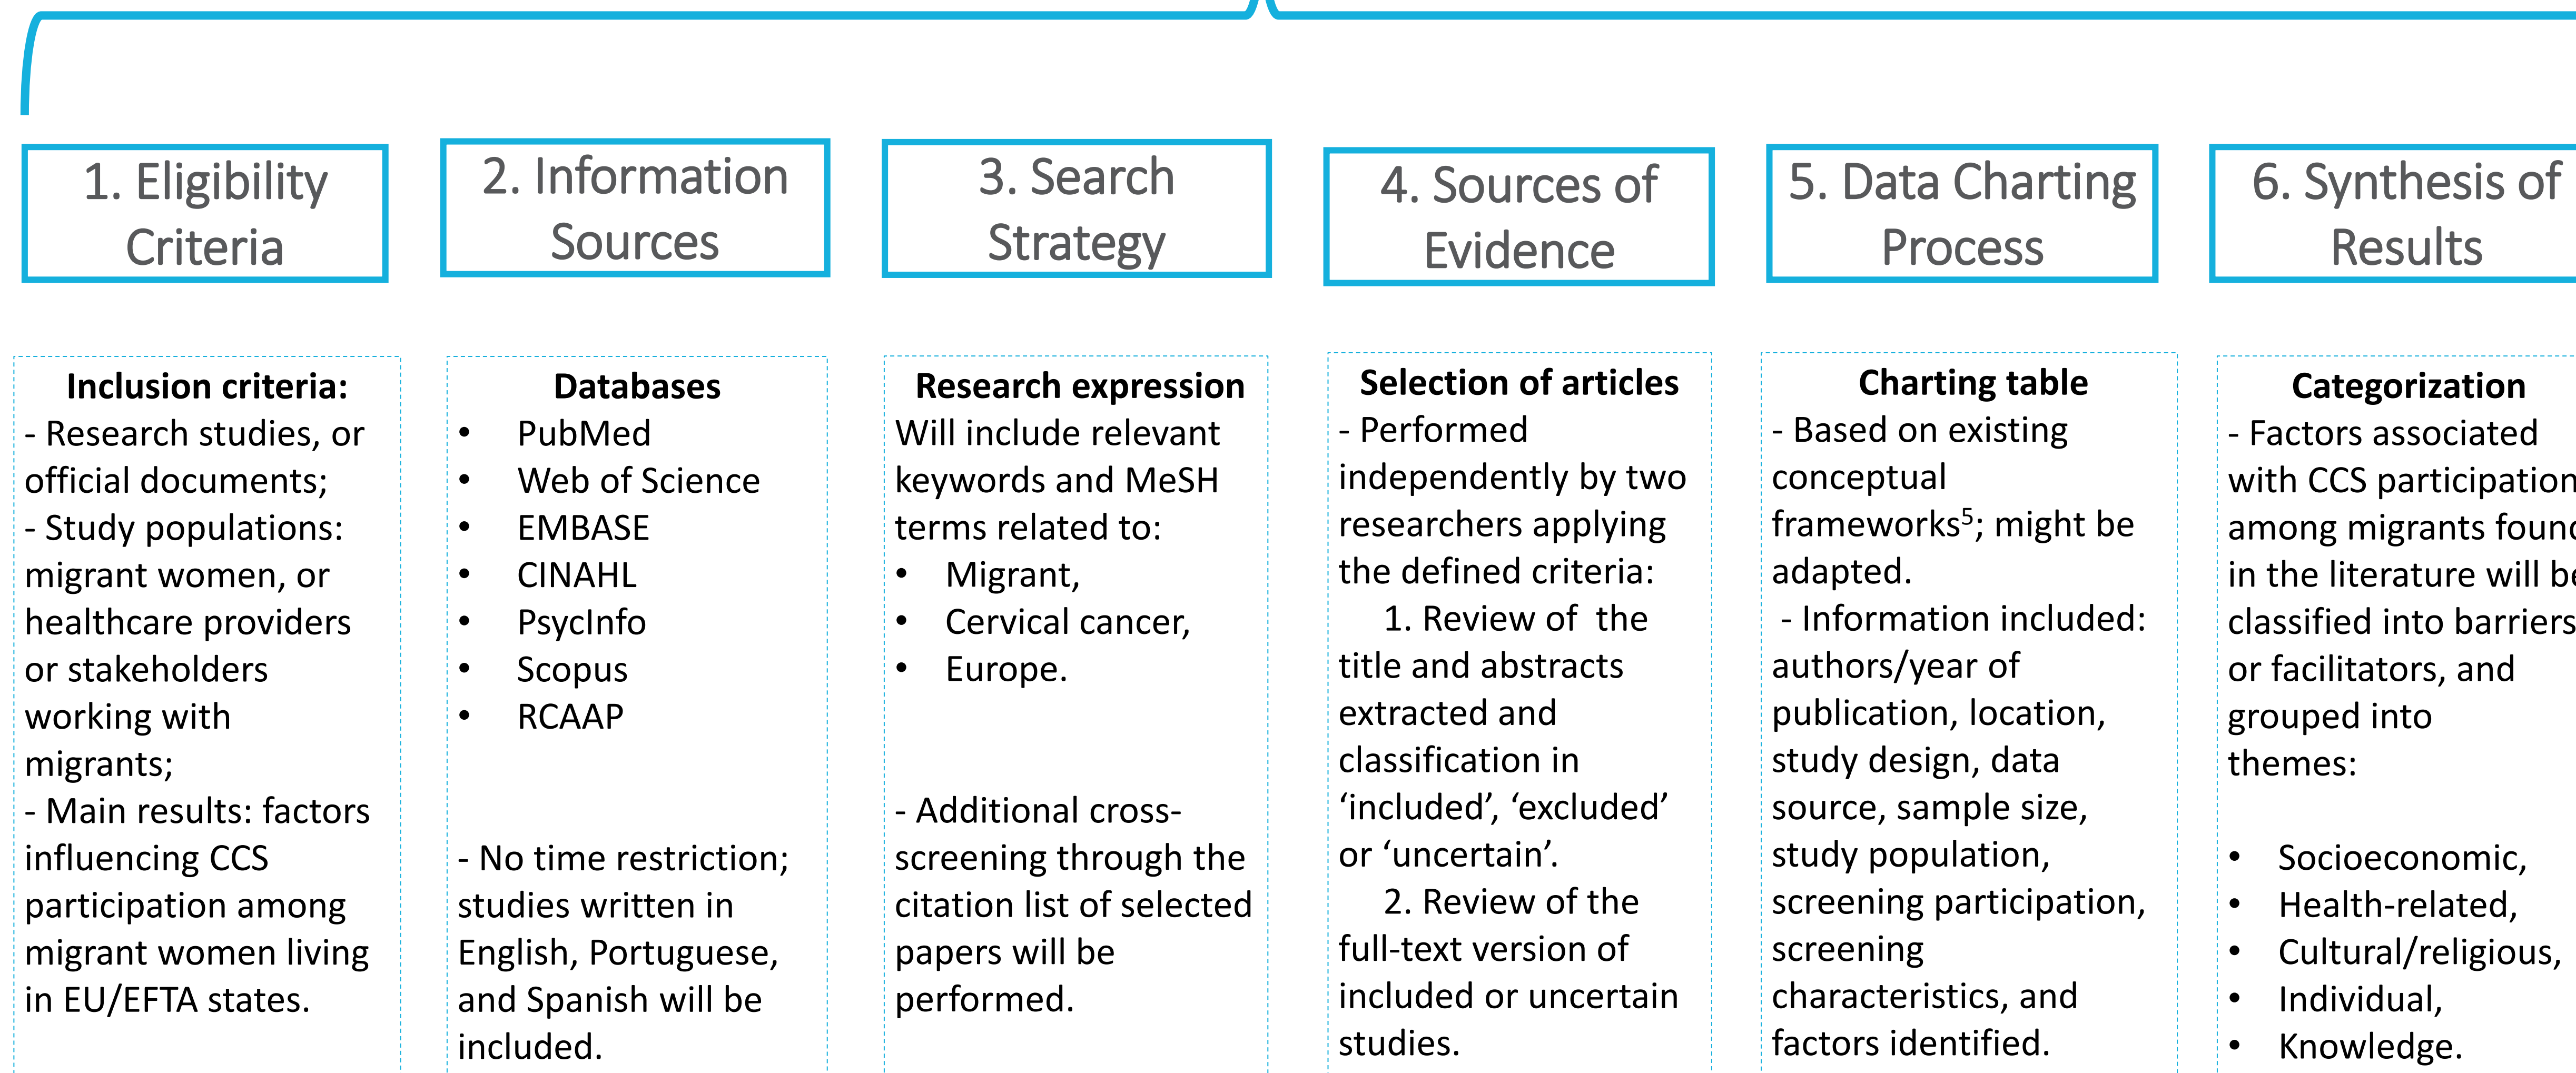 1. Eligibility
Criteria
2. Information
Sources
3. Search
Strategy
4. Sources of
Evidence
5. Data Charting
Process
6. Synthesis of
Results
Inclusion criteria:
- Research studies, or
official documents;
- Study populations:
migrant women, or
healthcare providers
or stakeholders
working with
migrants;
- Main results: factors
influencing CCS
participation among
migrant women living
in EU/EFTA states.
Databases
• PubMed
• Web of Science
• EMBASE
• CINAHL
• PsycInfo
• Scopus
• RCAAP
- No time restriction;
studies written in
English, Portuguese,
and Spanish will be
included.
Research expression
Will include relevant
keywords and MeSH
terms related to:
• Migrant,
• Cervical cancer,
• Europe.
- Additional cross-
screening through the
citation list of selected
papers will be
performed.
Selection of articles
- Performed
independently by two
researchers applying
the defined criteria:
1. Review of the
title and abstracts
extracted and
classification in
‘included’, ‘excluded’
or ‘uncertain’.
2. Review of the
full-text version of
included or uncertain
studies.
Charting table
- Based on existing
conceptual
frameworks⁵; might be
adapted.
- Information included:
authors/year of
publication, location,
study design, data
source, sample size,
study population,
screening participation,
screening
characteristics, and
factors identified.
Categorization
- Factors associated
with CCS participation
among migrants found
in the literature will be
classified into barriers
or facilitators, and
grouped into
themes:
• Socioeconomic,
• Health-related,
• Cultural/religious,
• Individual,
• Knowledge.